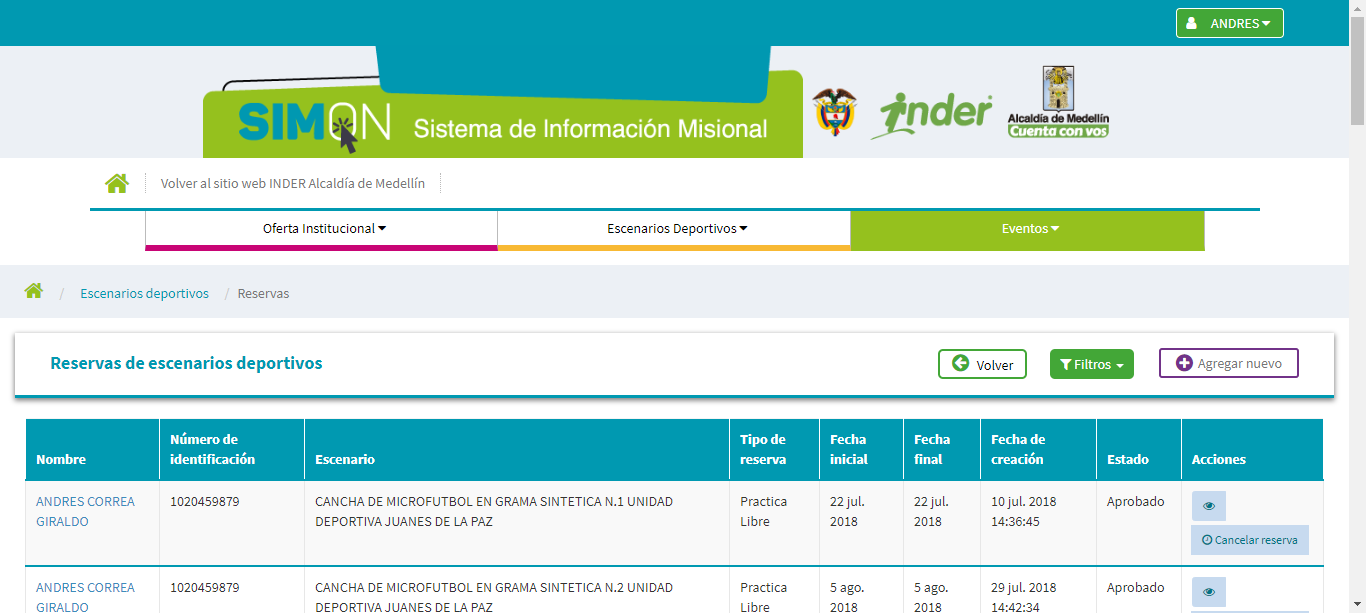 ANDRES
SIMON Sistema de Información Misional
inder
Alcaldía de Medellín
Cuenta con vos
Volver al sitio web INDER Alcaldía de Medellín
Oferta Institucional Escenarios Deportivos Eventos
/ Escenarios deportivos / Reservas
Reservas de escenarios deportivos Volver Filtros Agregar nuevo
Nombre Número de identificación Escenario Tipo de reserva Fecha inicial Fecha final Fecha de creación Estado Acciones
ANDRES CORREA 1020459879 CANCHA DE MICROFUTBOL EN GRAMA SINTETICA N.1 UNIDAD Practica 22 jul. 22 jul. 10 jul. 2018 Aprobado
GIRALDO DEPORTIVA JUANES DE LA PAZ Libre 2018 2018 14:36:45
Cancelar reserva
ANDRES CORREA 1020459879 CANCHA DE MICROFUTBOL EN GRAMA SINTETICA N.2 UNIDAD Practica 5 ago. 5 ago. 29 jul. 2018 Aprobado
GIRALDO DEPORTIVA JUANES DE LA PAZ Libre 2018 2018 14:42:34